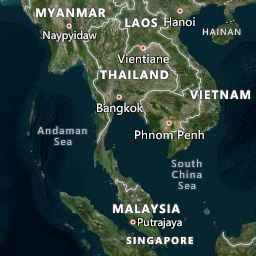 MYANMAR
LAOS
Hanoi
Naypyidaw
HAINAN
Vientiane
THAILAND
VIETNAM
Bangkok
Andaman
Sea
Phnom Penh
South
China
Sea
MALAYSIA
Putrajaya
SINGAPORE